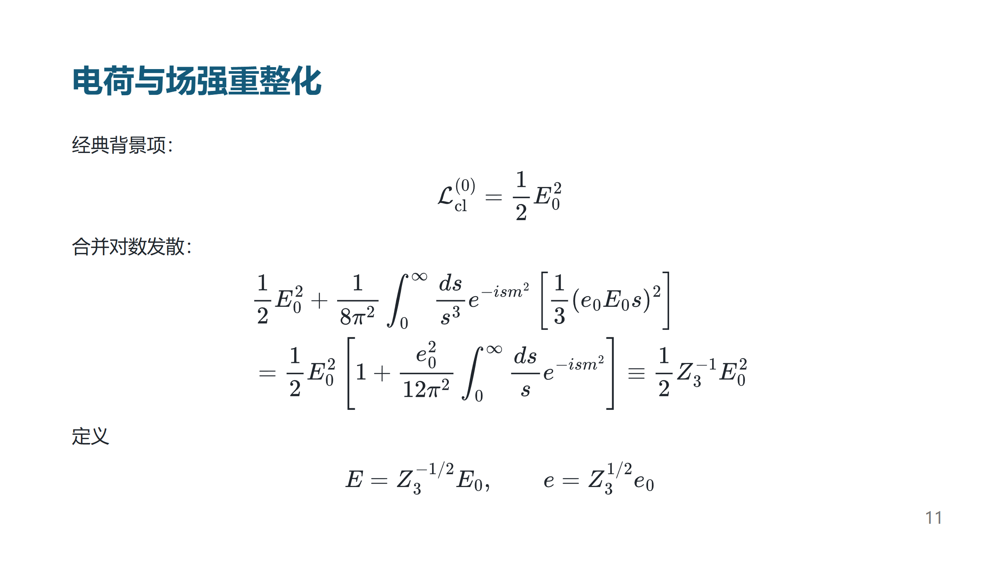 电荷与场强重整化
经典背景项：
$$\mathcal{L}_{\mathrm{cl}}^{(0)} = \frac{1}{2} E_0^2$$
合并对数发散：
$$\frac{1}{2} E_0^2 + \frac{1}{8\pi^2} \int_0^\infty \frac{ds}{s^3} e^{-ism^2} \left[ \frac{1}{3} (e_0 E_0 s)^2 \right]$$
$$= \frac{1}{2} E_0^2 \left[ 1 + \frac{e_0^2}{12\pi^2} \int_0^\infty \frac{ds}{s} e^{-ism^2} \right] \equiv \frac{1}{2} Z_3^{-1} E_0^2$$
定义
$$E = Z_3^{-1/2} E_0, \qquad e = Z_3^{1/2} e_0$$
11